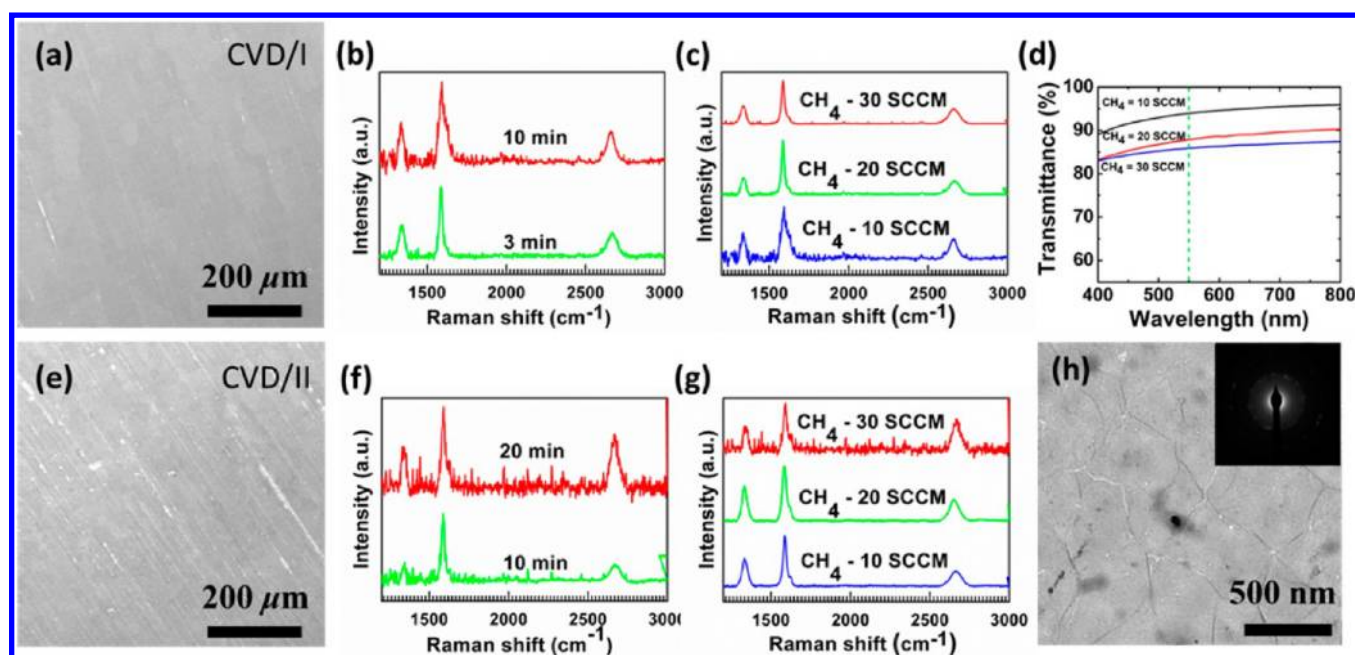 (a) CVD/I
200 µm
(b)
10 min
3 min
Intensity (a.u.)
1500 2000 2500 3000
Raman shift (cm-1)
(c)
CH4 - 30 SCCM
CH4 - 20 SCCM
CH4 - 10 SCCM
Intensity (a.u.)
1500 2000 2500 3000
Raman shift (cm-1)
(d)
100
90
80
70
60
Transmittance (%)
CH4 = 10 SCCM
CH4 = 20 SCCM
CH4 = 30 SCCM
400 500 600 700 800
Wavelength (nm)
(e) CVD/II
200 µm
(f)
20 min
10 min
Intensity (a.u.)
1500 2000 2500 3000
Raman shift (cm-1)
(g)
CH4 - 30 SCCM
CH4 - 20 SCCM
CH4 - 10 SCCM
Intensity (a.u.)
1500 2000 2500 3000
Raman shift (cm-1)
(h)
500 nm